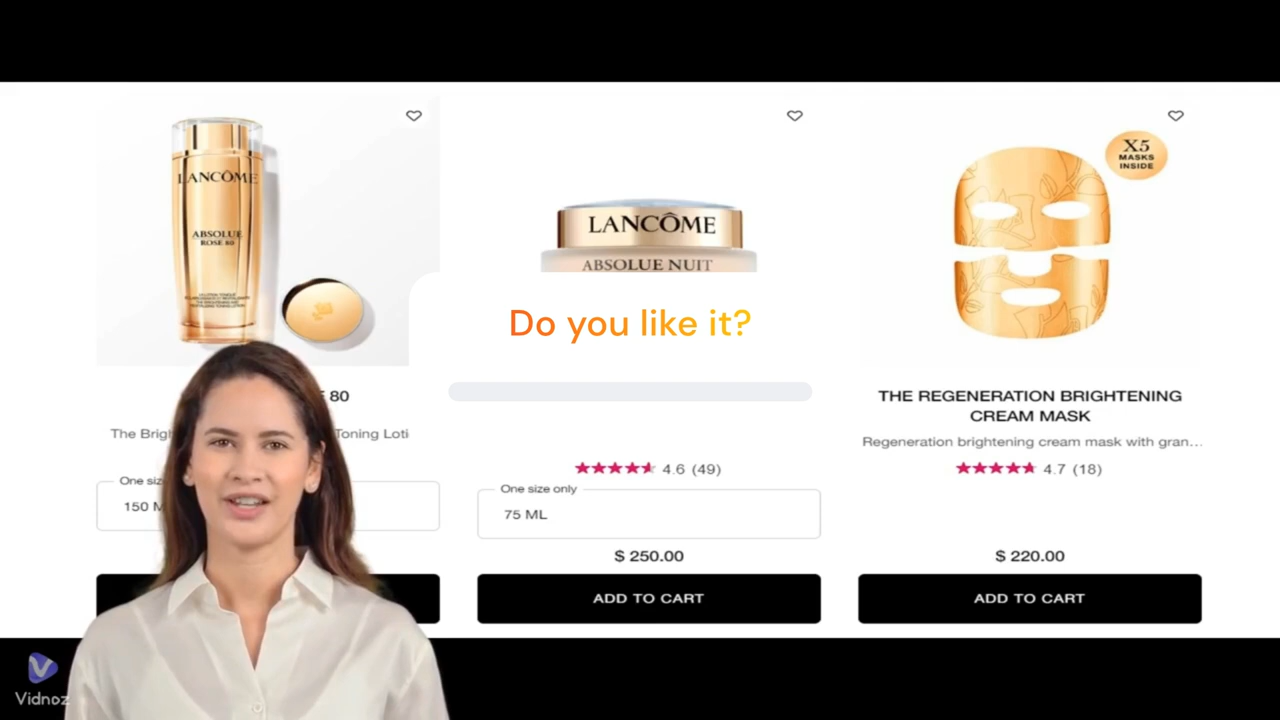 LANCÔME
ABSOLUE
ROSE 80
LANCÔME
ABSOLUE NUIT
X5
MASKS
INSIDE
Do you like it?
80
The Brig
Toning Loti
THE REGENERATION BRIGHTENING
CREAM MASK
Regeneration brightening cream mask with gran...
4.6 (49)
4.7 (18)
One siz
150 M
One size only
75 ML
$ 250.00
$ 220.00
ADD TO CART
ADD TO CART
Vidnoz